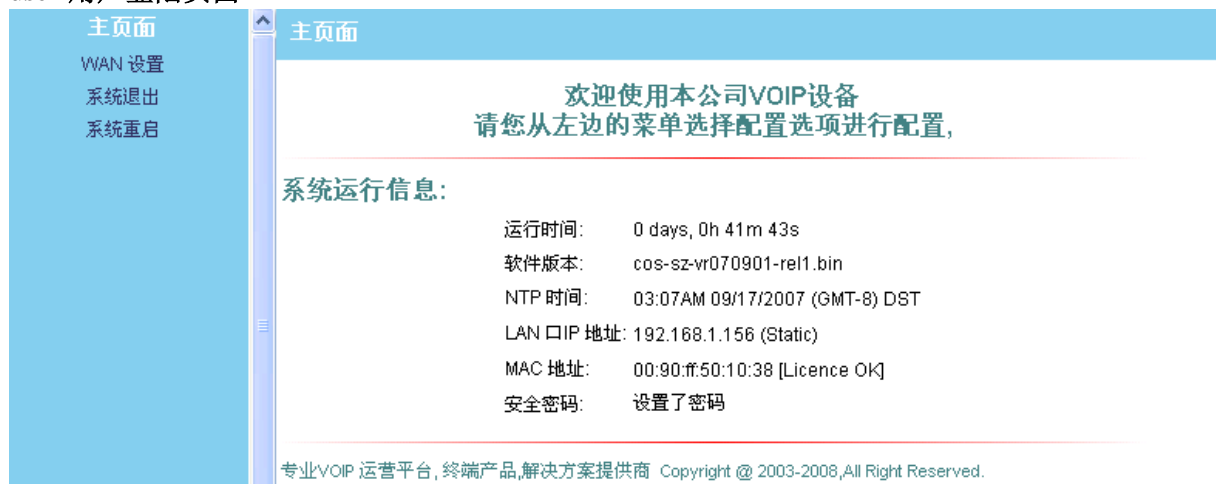 主页面
WAN 设置
系统退出
系统重启
主页面
欢迎使用本公司VOIP设备
请您从左边的菜单选择配置选项进行配置,
系统运行信息:
运行时间: 0 days, 0h 41m 43s
软件版本: cos-sz-vr070901-rel1.bin
NTP 时间: 03:07AM 09/17/2007 (GMT-8) DST
LAN 口IP 地址: 192.168.1.156 (Static)
MAC 地址: 00:90:ff:50:10:38 [Licence OK]
安全密码: 设置了密码
专业VOIP 运营平台, 终端产品,解决方案提供商 Copyright @ 2003-2008,All Right Reserved.